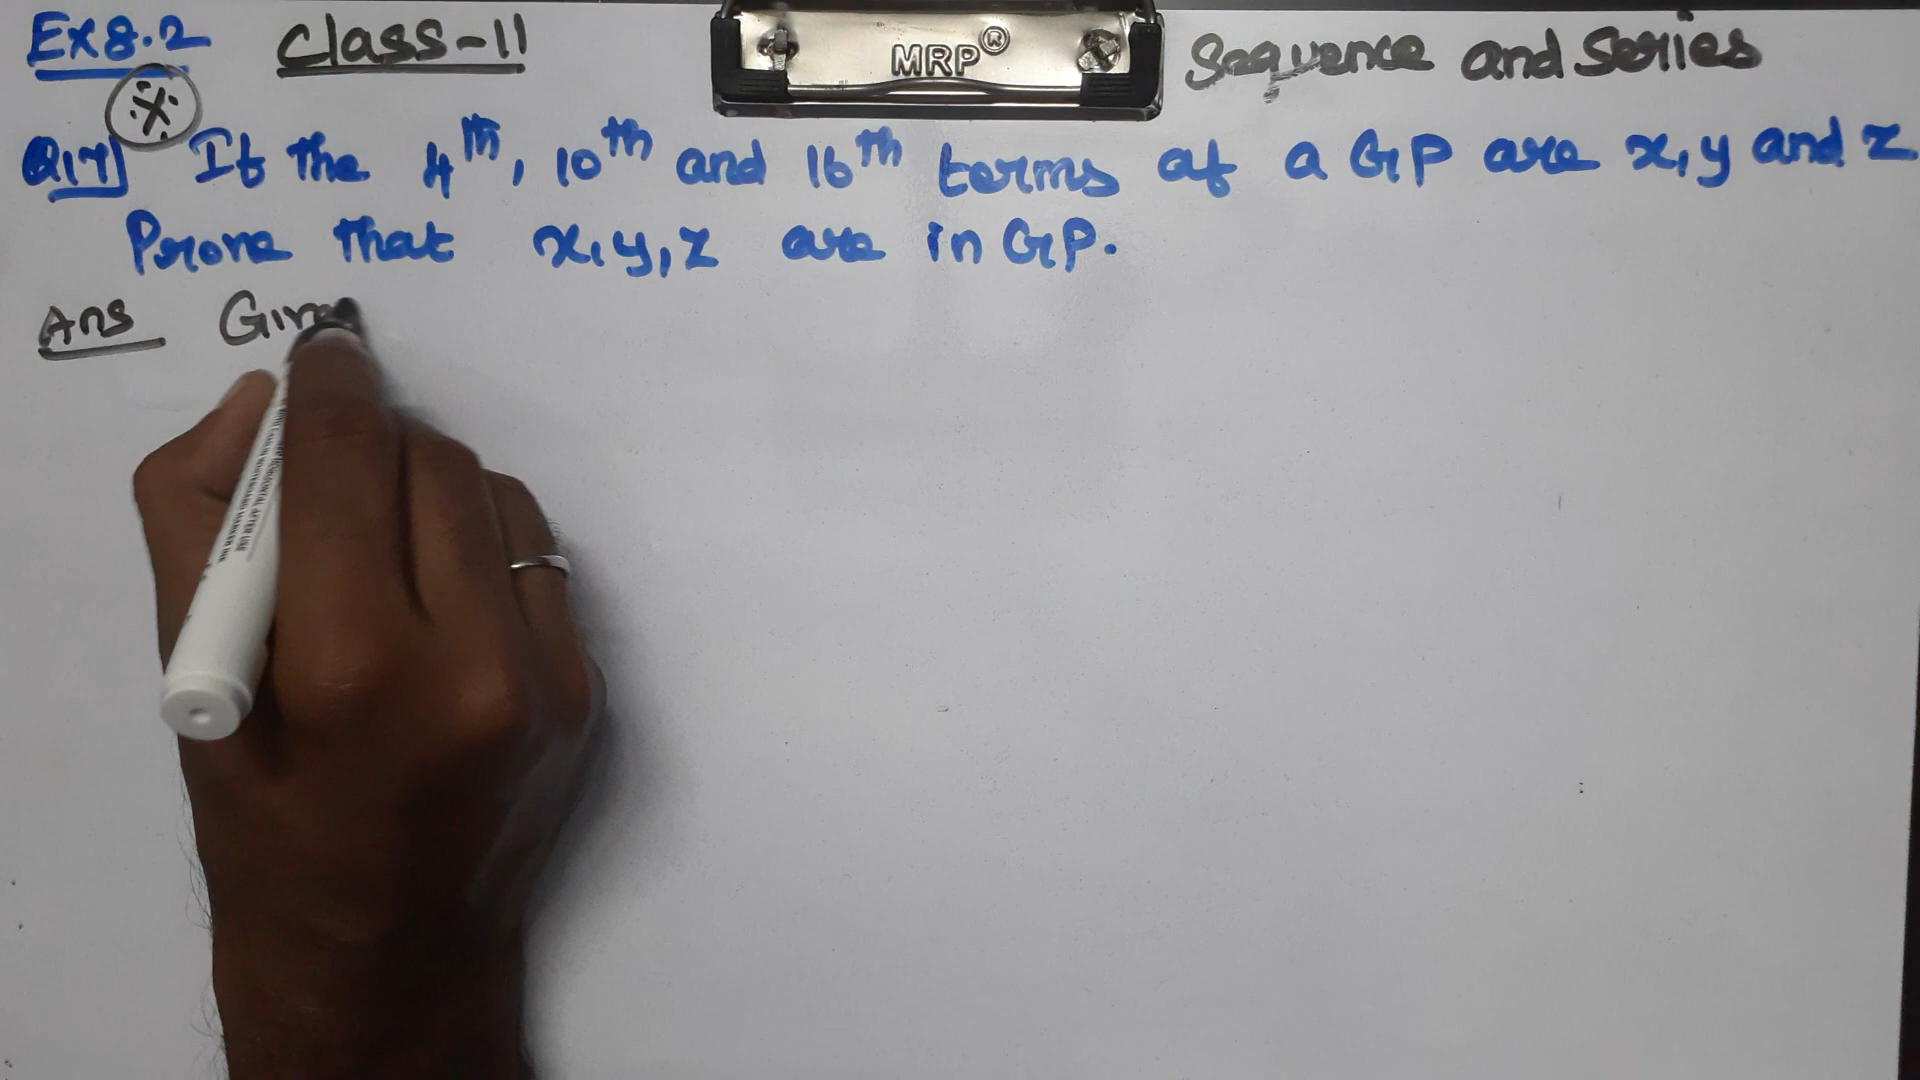 Ex 8.2 Class-11 MRP® Sequence and Series
Q17] If the 4th, 10th and 16th terms of a GP are x, y and z
Prove that x, y, z are in GP.
Ans